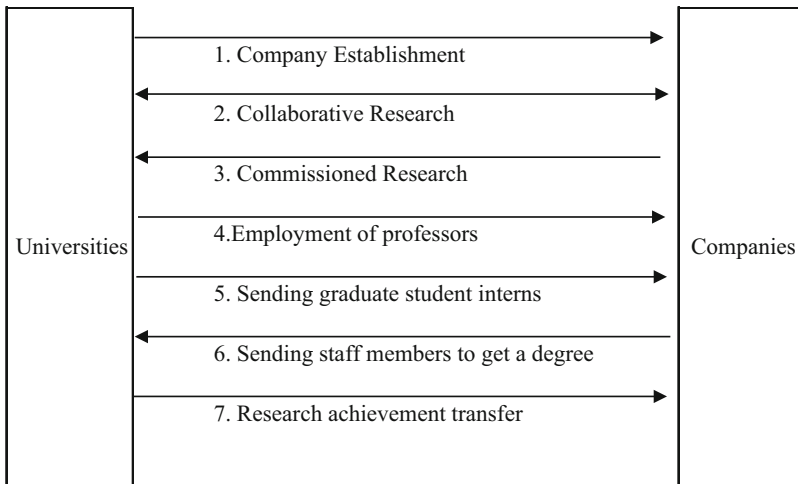 1. Company Establishment
2. Collaborative Research
3. Commissioned Research
4.Employment of professors
Universities
Companies
5. Sending graduate student interns
6. Sending staff members to get a degree
7. Research achievement transfer